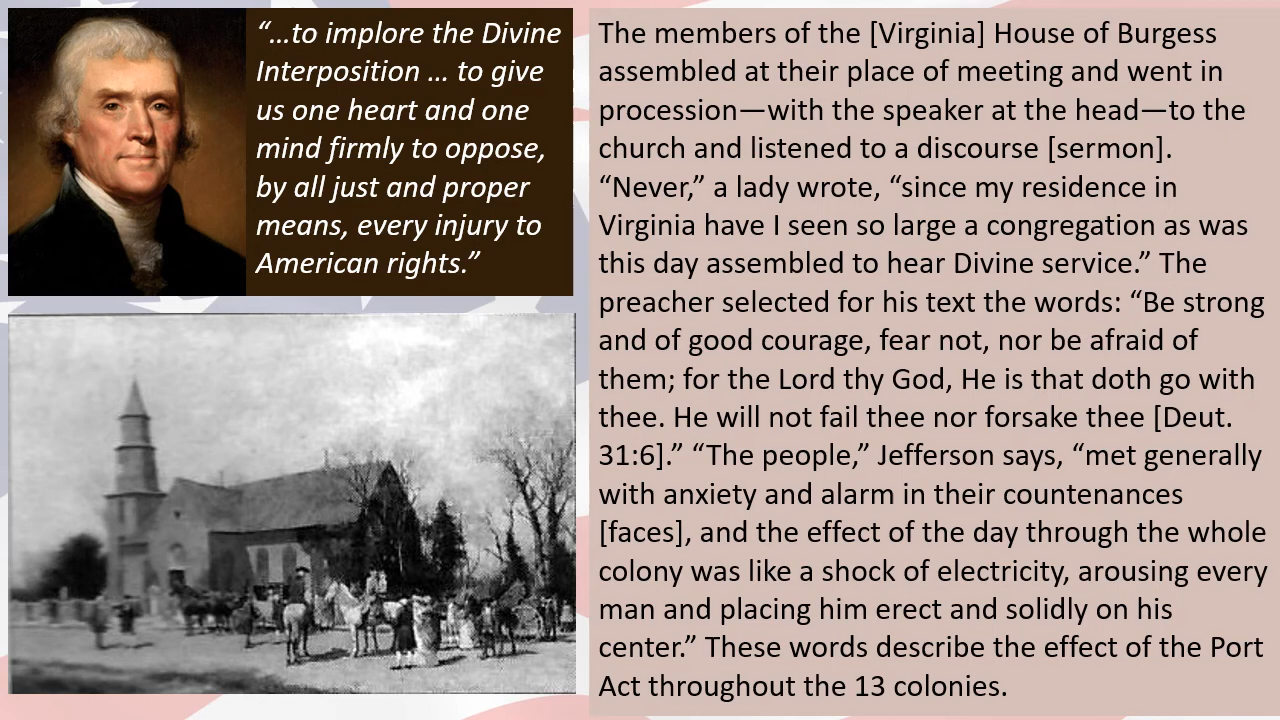 “…to implore the Divine
Interposition … to give
us one heart and one
mind firmly to oppose,
by all just and proper
means, every injury to
American rights.”
The members of the [Virginia] House of Burgess
assembled at their place of meeting and went in
procession—with the speaker at the head—to the
church and listened to a discourse [sermon].
“Never,” a lady wrote, “since my residence in
Virginia have I seen so large a congregation as was
this day assembled to hear Divine service.” The
preacher selected for his text the words: “Be strong
and of good courage, fear not, nor be afraid of
them; for the Lord thy God, He is that doth go with
thee. He will not fail thee nor forsake thee [Deut.
31:6].” “The people,” Jefferson says, “met generally
with anxiety and alarm in their countenances
[faces], and the effect of the day through the whole
colony was like a shock of electricity, arousing every
man and placing him erect and solidly on his
center.” These words describe the effect of the Port
Act throughout the 13 colonies.